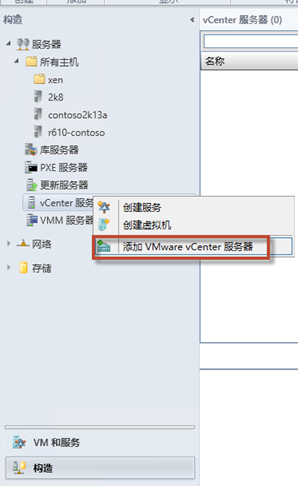 构造
vCenter 服务器 (0)
名称
服务器
所有主机
xen
2k8
contoso2k13a
r610-contoso
库服务器
PXE 服务器
更新服务器
vCenter 服务
VMM 服务器
创建服务
创建虚拟机
添加 VMware vCenter 服务器
网络
存储
VM 和服务
构造